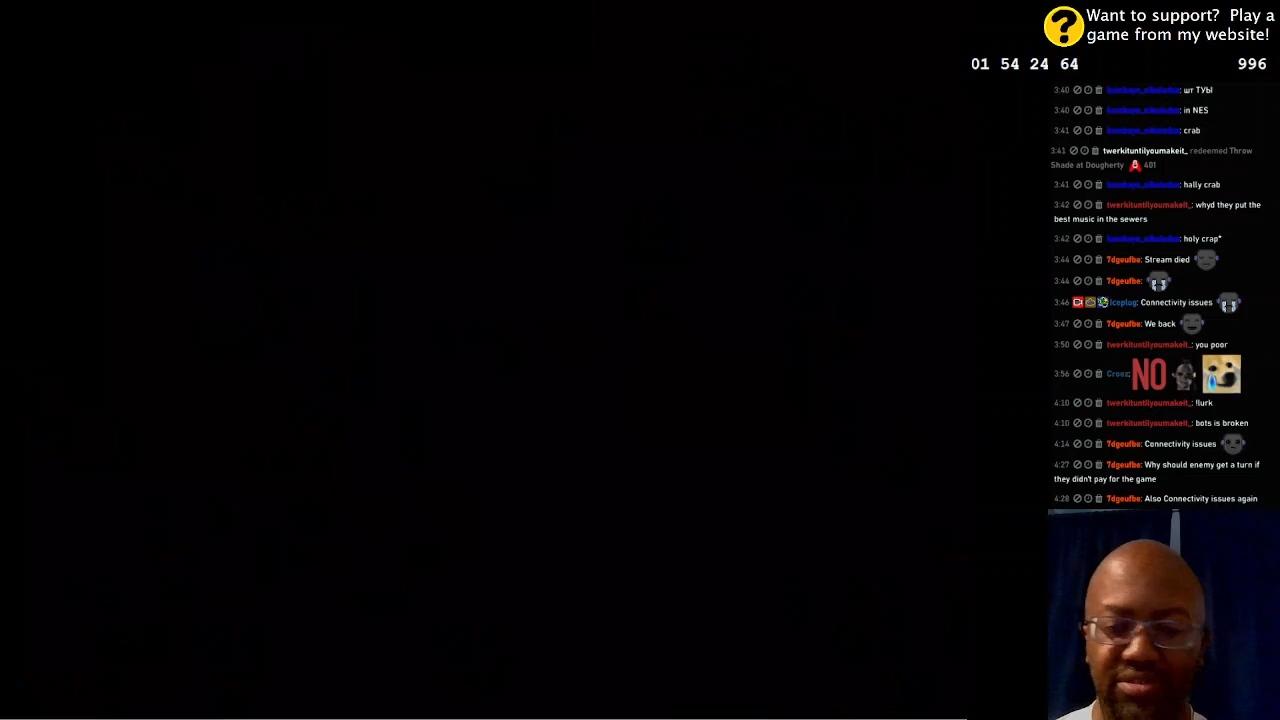 Want to support? Play a
game from my website!
01 54 24 64 996
3:40 : шт ТУЫ
3:40 : in NES
3:41 : crab
3:41 twerkituntilyoumakeit_ redeemed Throw
Shade at Dougherty 401
3:41 : hally crab
3:42 twerkituntilyoumakeit_: whyd they put the
best music in the sewers
3:42 : holy crap*
3:44 7dgeufbe: Stream died
3:44 7dgeufbe:
3:46 Iceplug: Connectivity issues
3:47 7dgeufbe: We back
3:50 twerkituntilyoumakeit_: you poor
3:56 Croez: NO
4:10 twerkituntilyoumakeit_: !lurk
4:10 twerkituntilyoumakeit_: bots is broken
4:14 7dgeufbe: Connectivity issues
4:27 7dgeufbe: Why should enemy get a turn if
they didn't pay for the game
4:28 7dgeufbe: Also Connectivity issues again